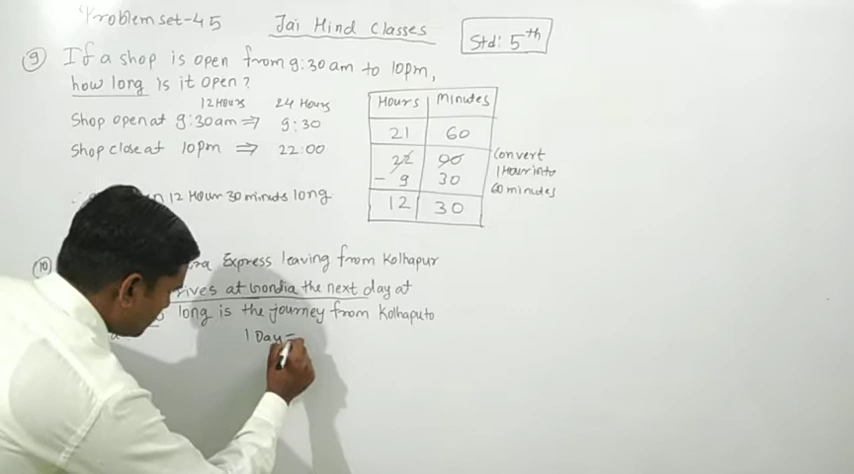 Problem set-45
Jai Hind Classes
Std: 5th
9 If a shop is open from 9:30am to 10pm,
how long is it open?
12 Hours 24 Hours
Shop open at 9:30am ⇒ 9:30
Shop close at 10pm ⇒ 22:00
12 Hour 30 minuts long
Hours Minutes
21 60
22 00
- 9 30
12 30
Convert
1 Hour into
60 minutes
10 Express leaving from Kolhapur
rives at Gondia the next day at
long is the journey from Kolhapu to
1 Day =